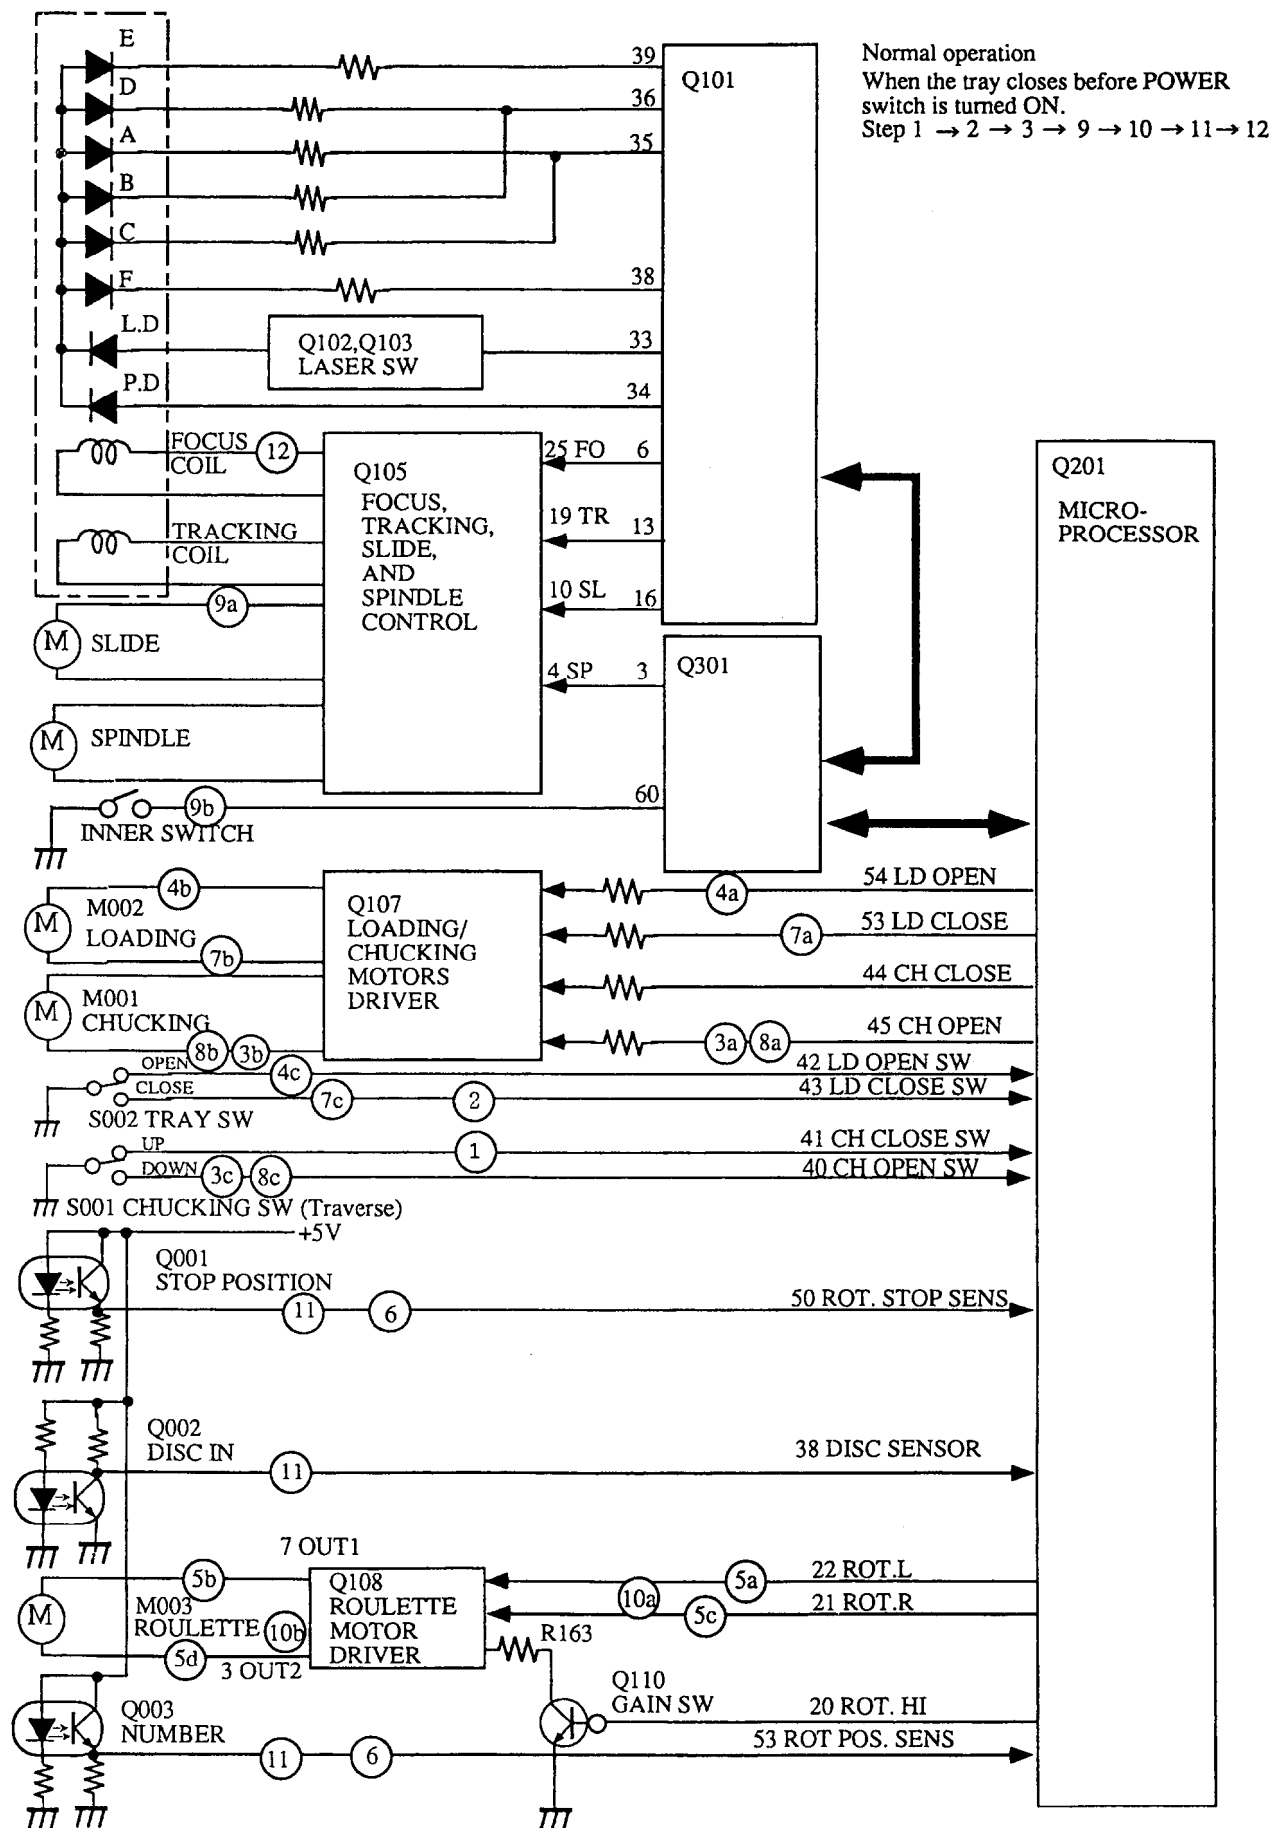 E
39
Q101
Normal operation
When the tray closes before POWER
switch is turned ON.
Step 1 → 2 → 3 → 9 → 10 → 11 → 12
D
36
A
35
B
C
F
38
L.D
Q102,Q103
LASER SW
33
P.D
34
FOCUS
COIL
12
Q105
FOCUS,
TRACKING,
SLIDE,
AND
SPINDLE
CONTROL
25 FO
6
Q201
MICRO-
PROCESSOR
TRACKING
COIL
19 TR
13
10 SL
16
9a
M
SLIDE
4 SP
3
Q301
M
SPINDLE
60
9b
INNER SWITCH
4b
M
M002
LOADING
7b
Q107
LOADING/
CHUCKING
MOTORS
DRIVER
4a
54 LD OPEN
7a
53 LD CLOSE
44 CH CLOSE
M
M001
CHUCKING
8b
3b
3a
8a
45 CH OPEN
OPEN
4c
42 LD OPEN SW
CLOSE
7c
2
43 LD CLOSE SW
S002 TRAY SW
UP
1
41 CH CLOSE SW
DOWN
3c
8c
40 CH OPEN SW
S001 CHUCKING SW (Traverse)
+5V
Q001
STOP POSITION
11
6
50 ROT. STOP SENS
Q002
DISC IN
11
38 DISC SENSOR
7 OUT1
5b
M
M003
ROULETTE
10b
5d
3 OUT2
Q108
ROULETTE
MOTOR
DRIVER
5a
22 ROT.L
10a
5c
21 ROT.R
R163
Q110
GAIN SW
20 ROT. HI
Q003
NUMBER
11
6
53 ROT POS. SENS